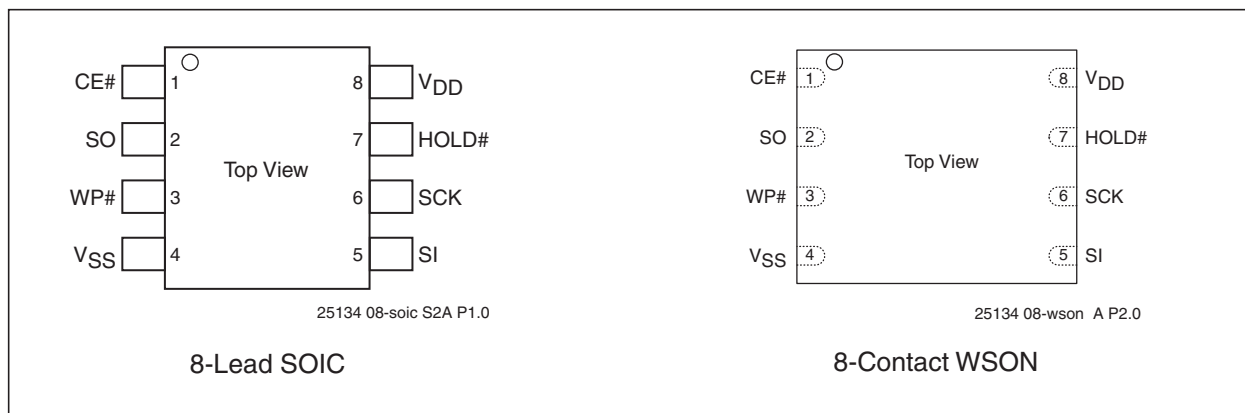 CE# 1 8 VDD
SO 2 7 HOLD#
Top View
WP# 3 6 SCK
VSS 4 5 SI
25134 08-soic S2A P1.0
8-Lead SOIC
CE# 1 8 VDD
SO 2 7 HOLD#
Top View
WP# 3 6 SCK
VSS 4 5 SI
25134 08-wson A P2.0
8-Contact WSON